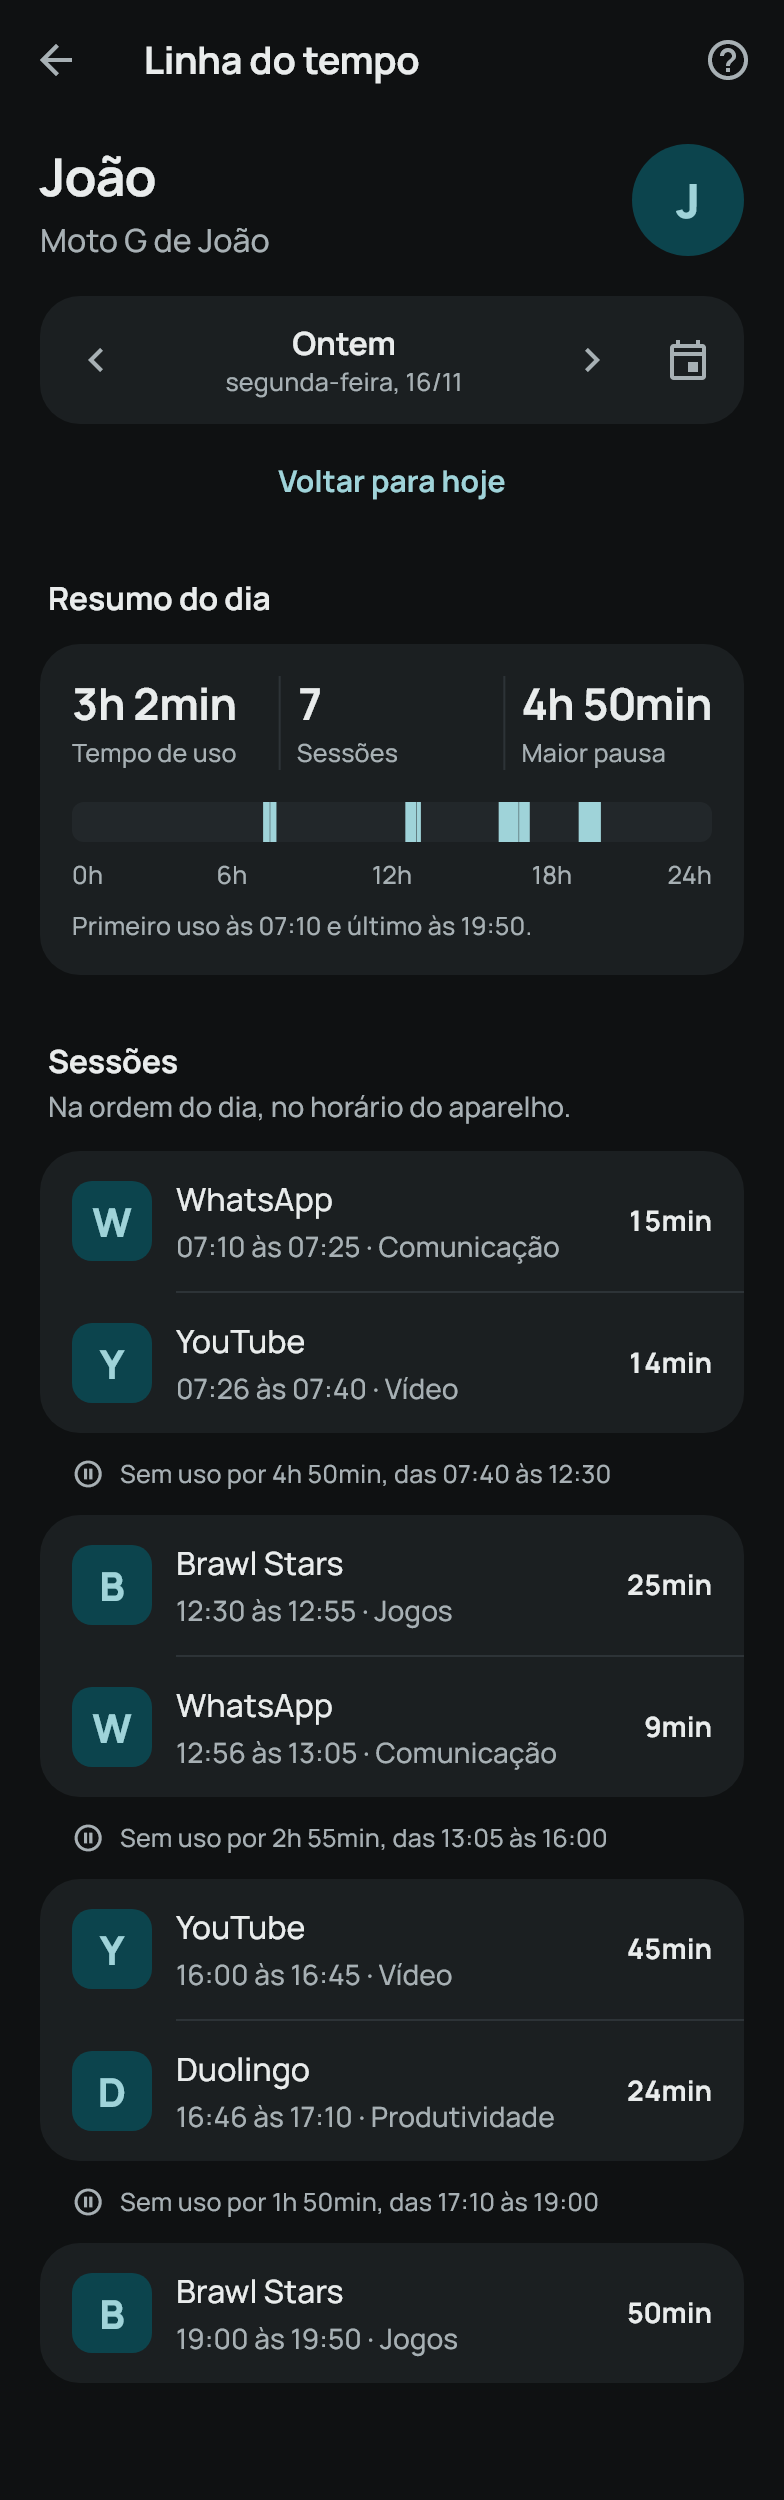 Linha do tempo
João
J
Moto G de João
Ontem
segunda-feira, 16/11
Voltar para hoje
Resumo do dia
3h 2min
Tempo de uso
7
Sessões
4h 50min
Maior pausa
0h 6h 12h 18h 24h
Primeiro uso às 07:10 e último às 19:50.
Sessões
Na ordem do dia, no horário do aparelho.
W
WhatsApp
07:10 às 07:25 · Comunicação
15min
Y
YouTube
07:26 às 07:40 · Vídeo
14min
Sem uso por 4h 50min, das 07:40 às 12:30
B
Brawl Stars
12:30 às 12:55 · Jogos
25min
W
WhatsApp
12:56 às 13:05 · Comunicação
9min
Sem uso por 2h 55min, das 13:05 às 16:00
Y
YouTube
16:00 às 16:45 · Vídeo
45min
D
Duolingo
16:46 às 17:10 · Produtividade
24min
Sem uso por 1h 50min, das 17:10 às 19:00
B
Brawl Stars
19:00 às 19:50 · Jogos
50min